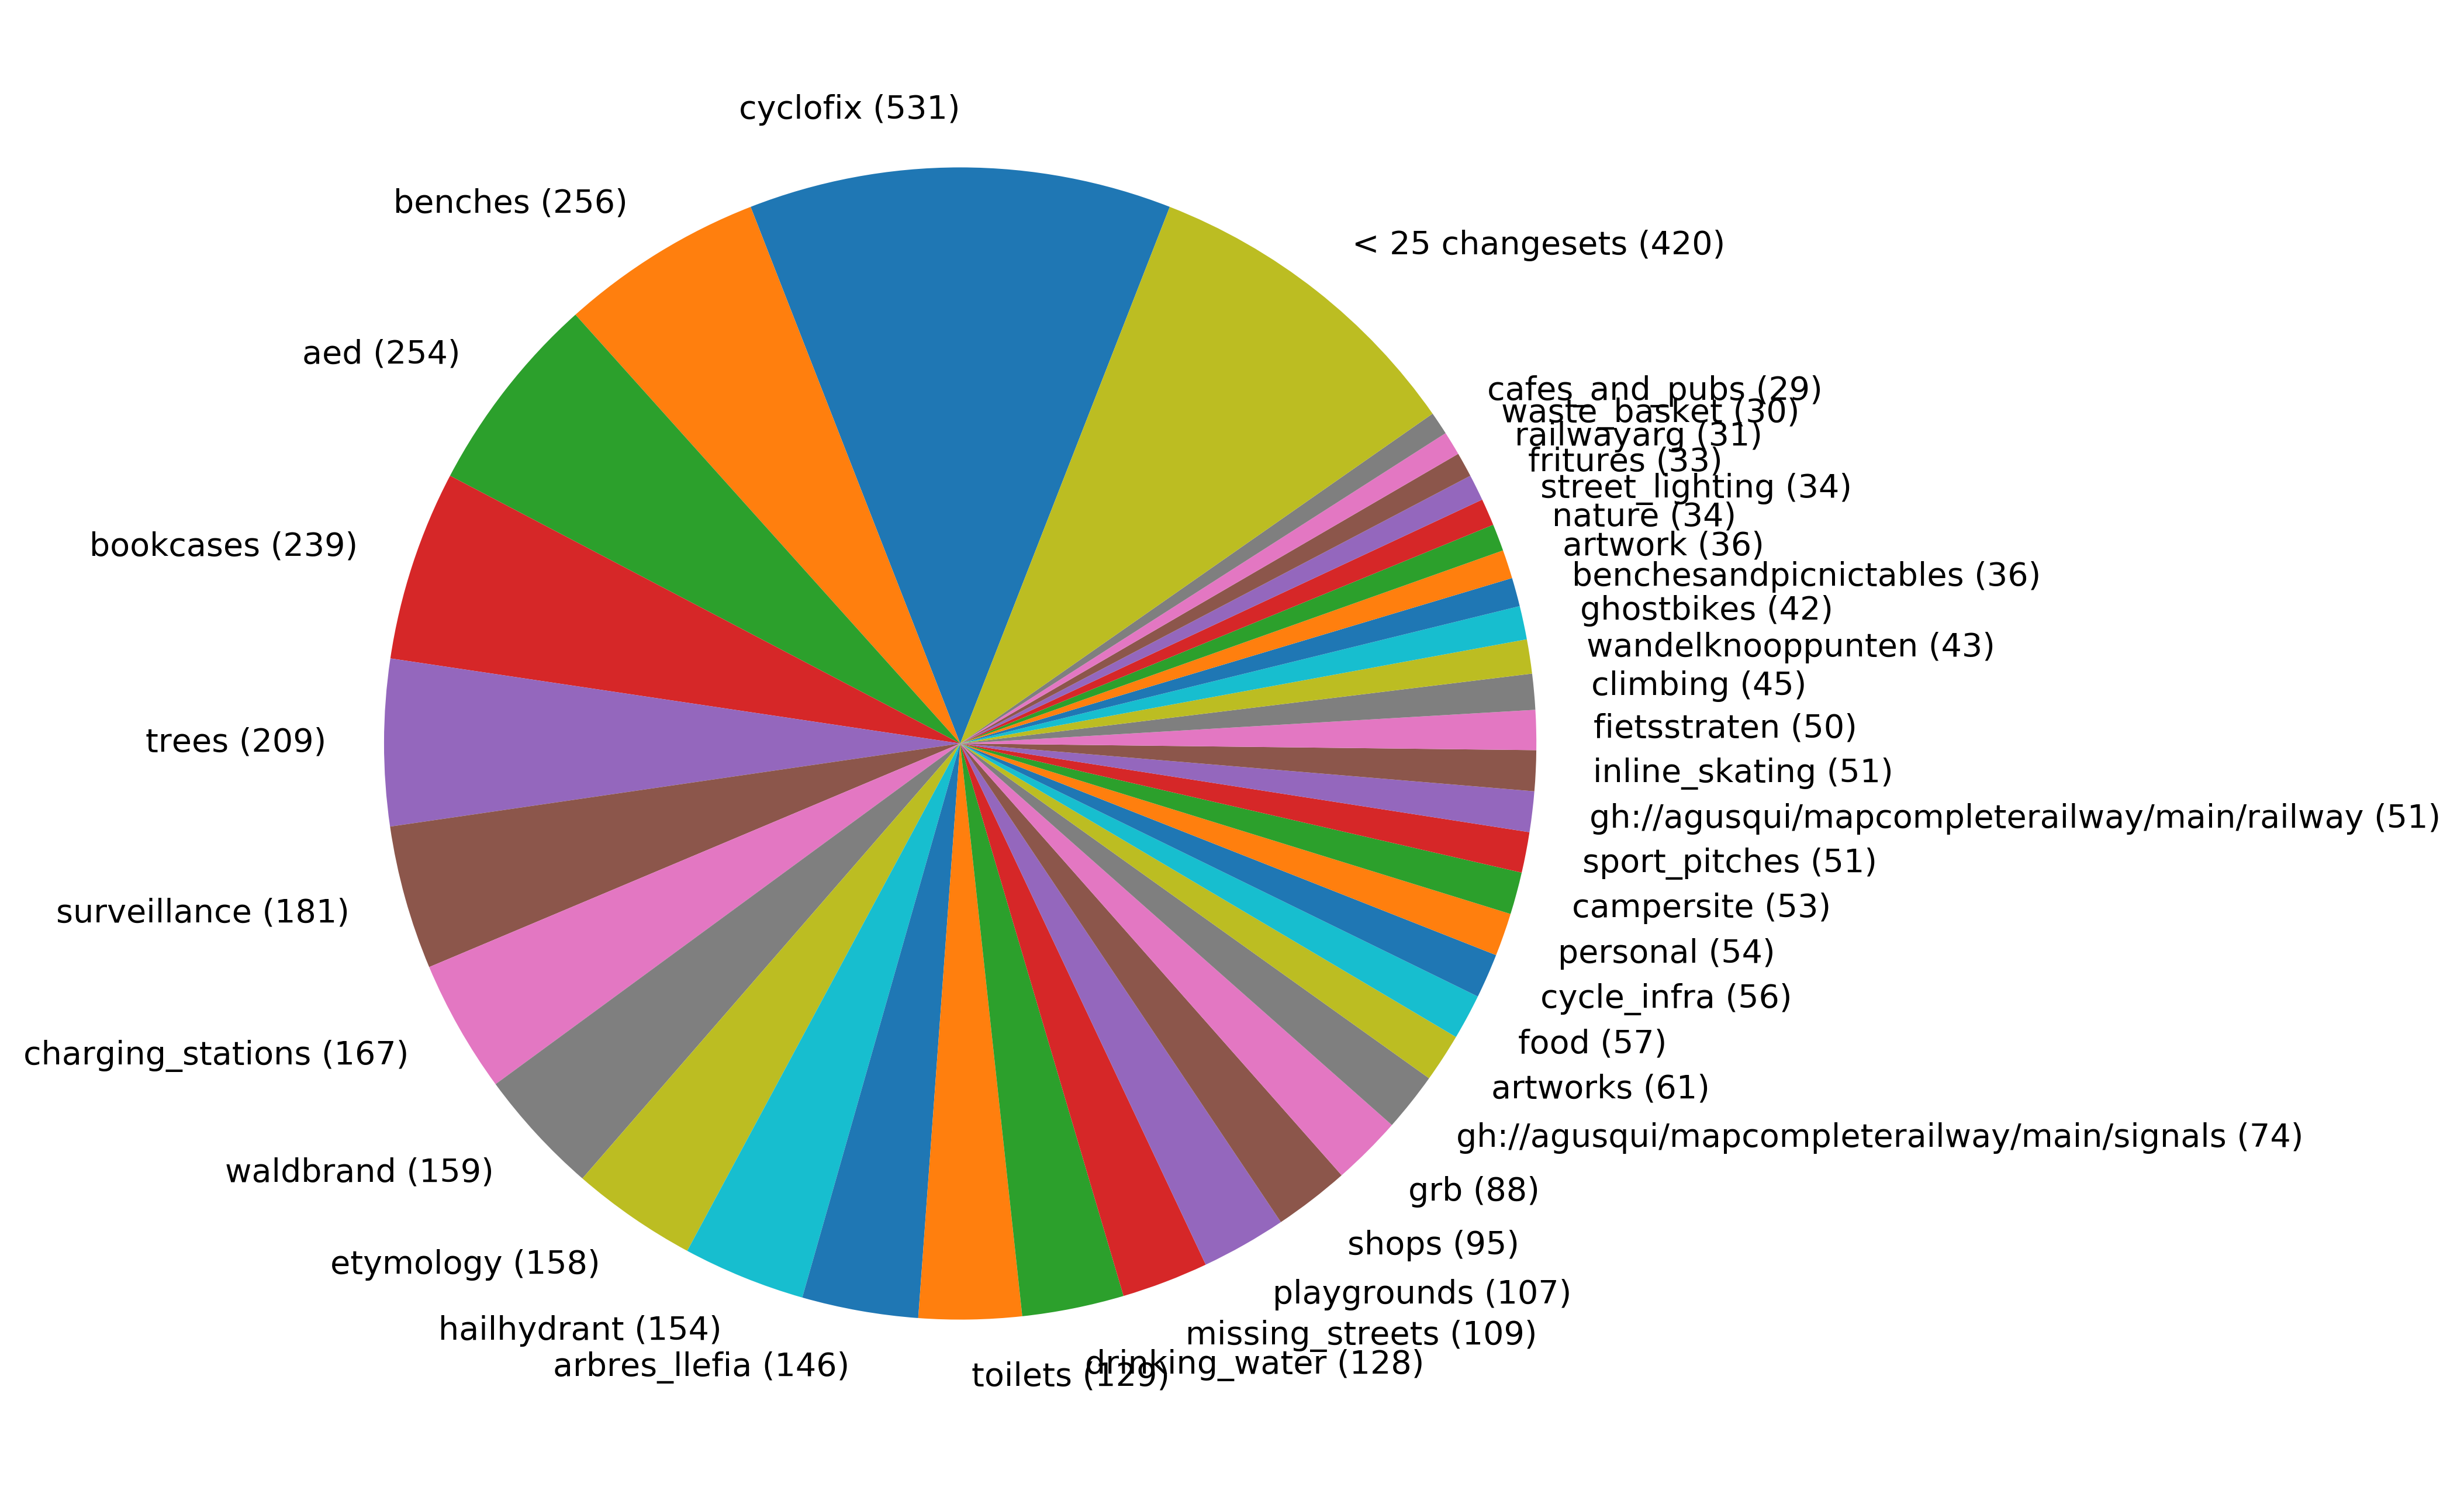 cyclofix (531)
benches (256)
aed (254)
bookcases (239)
trees (209)
surveillance (181)
charging_stations (167)
waldbrand (159)
etymology (158)
hailhydrant (154)
arbres_llefia (146)
toilets (129)
drinking_water (128)
missing_streets (109)
playgrounds (107)
shops (95)
grb (88)
gh://agusqui/mapcompleterailway/main/signals (74)
artworks (61)
food (57)
cycle_infra (56)
personal (54)
campersite (53)
sport_pitches (51)
gh://agusqui/mapcompleterailway/main/railway (51)
inline_skating (51)
fietsstraten (50)
climbing (45)
wandelknooppunten (43)
ghostbikes (42)
benchesandpicnictables (36)
artwork (36)
nature (34)
street_lighting (34)
fritures (33)
railwayarg (31)
waste_basket (30)
cafes_and_pubs (29)
< 25 changesets (420)